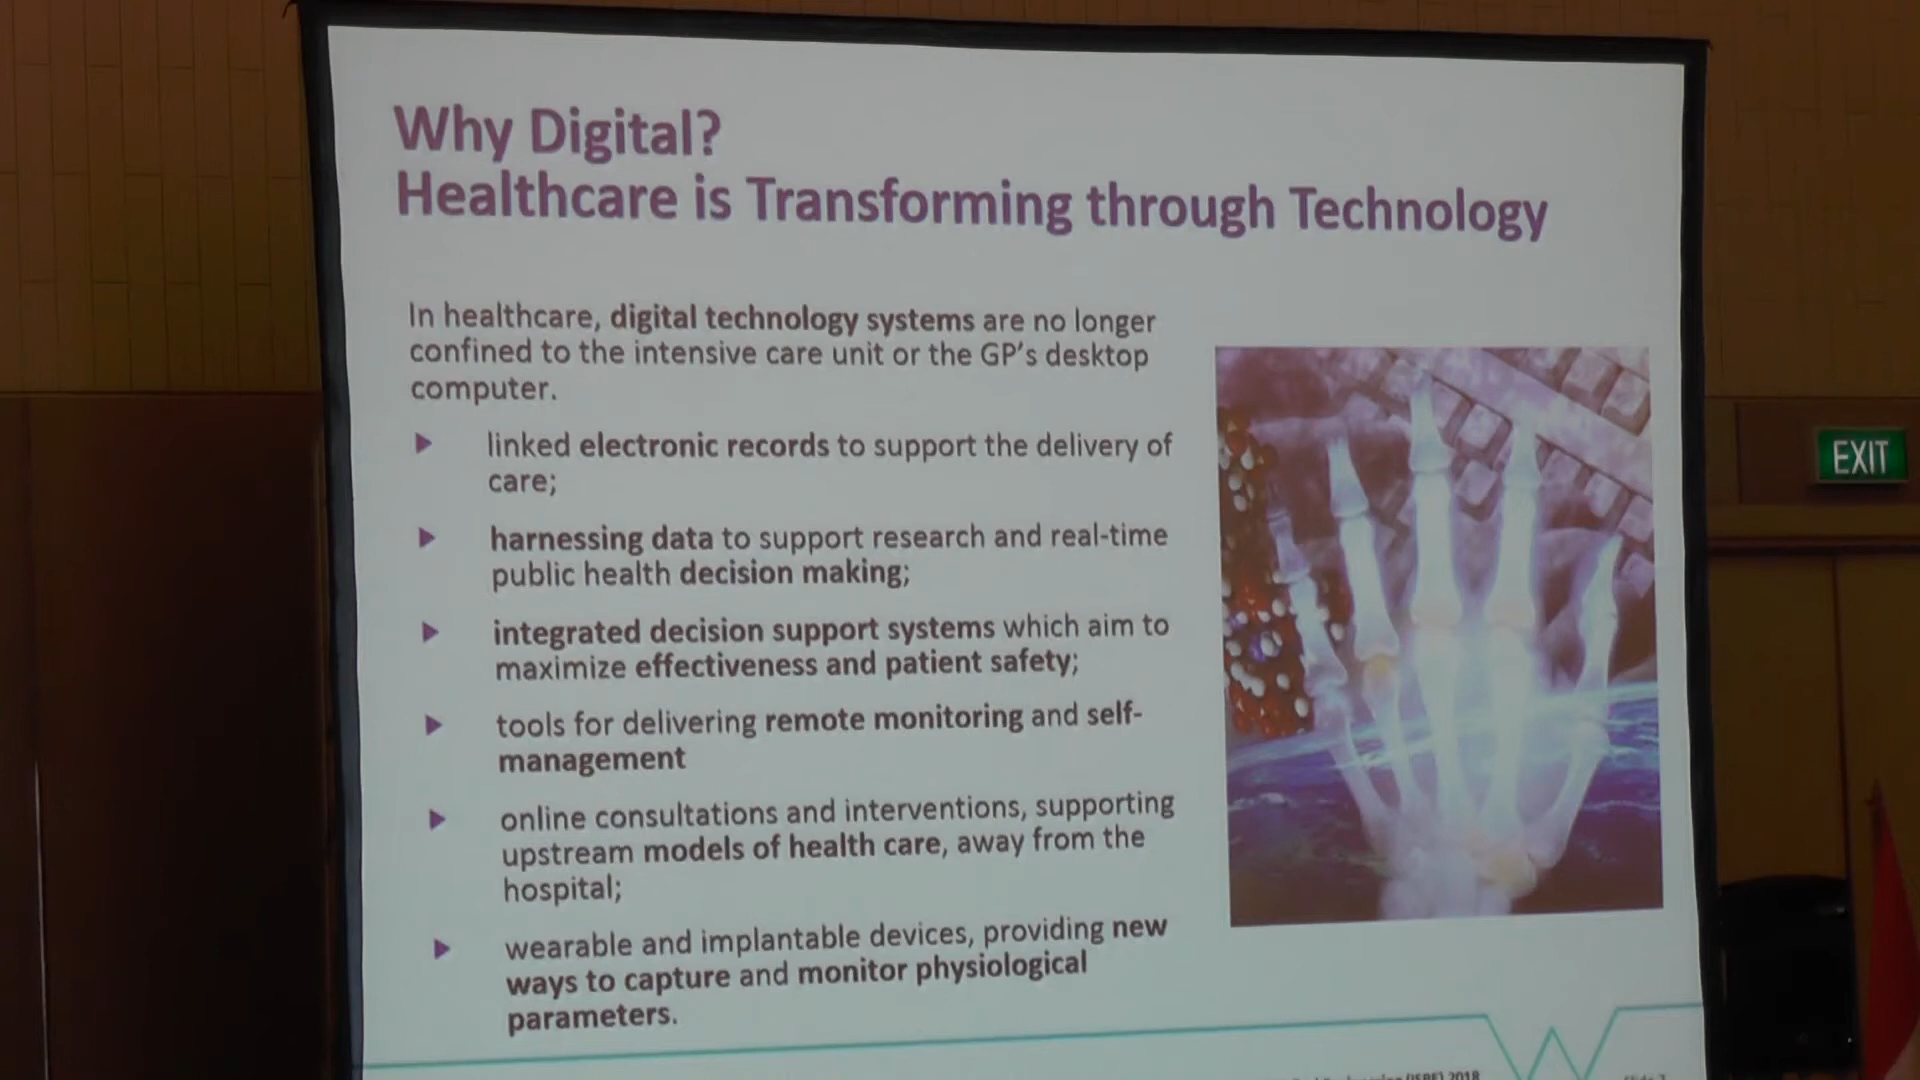 Why Digital?
Healthcare is Transforming through Technology
In healthcare, digital technology systems are no longer
confined to the intensive care unit or the GP's desktop
computer.
linked electronic records to support the delivery of
care;
harnessing data to support research and real-time
public health decision making;
integrated decision support systems which aim to
maximize effectiveness and patient safety;
tools for delivering remote monitoring and self-
management
online consultations and interventions, supporting
upstream models of health care, away from the
hospital;
wearable and implantable devices, providing new
ways to capture and monitor physiological
parameters.
EXIT
2018